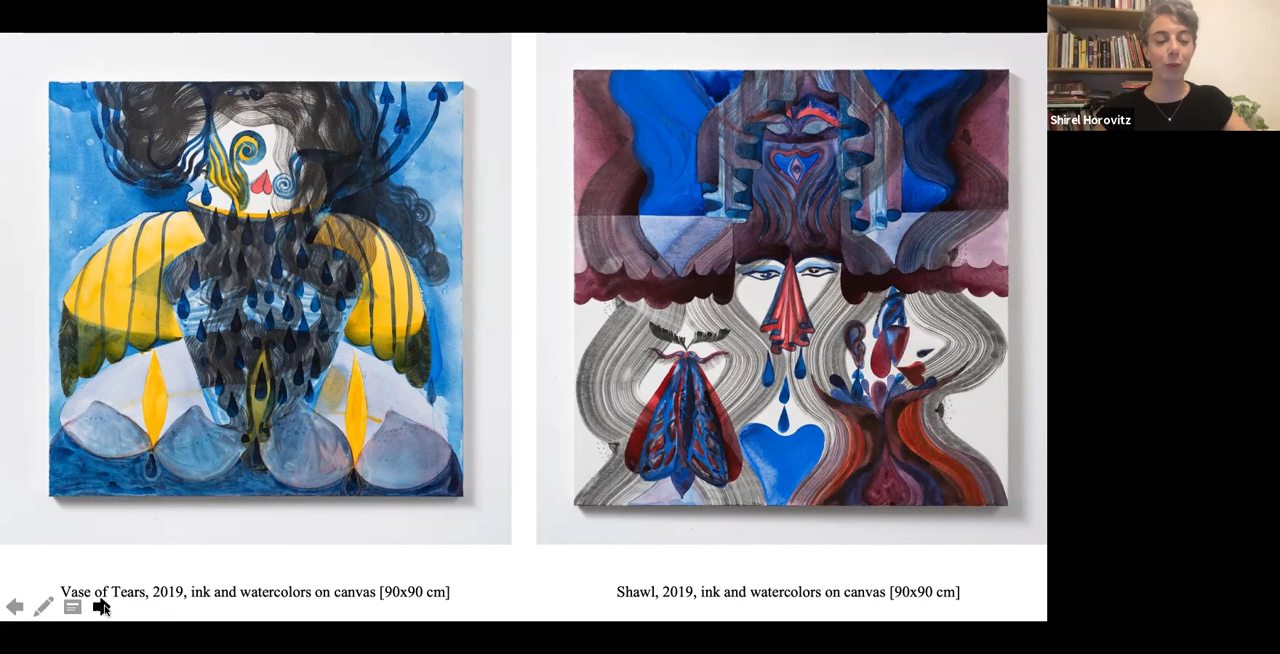 Shirel Horovitz
Vase of Tears, 2019, ink and watercolors on canvas [90x90 cm]
Shawl, 2019, ink and watercolors on canvas [90x90 cm]